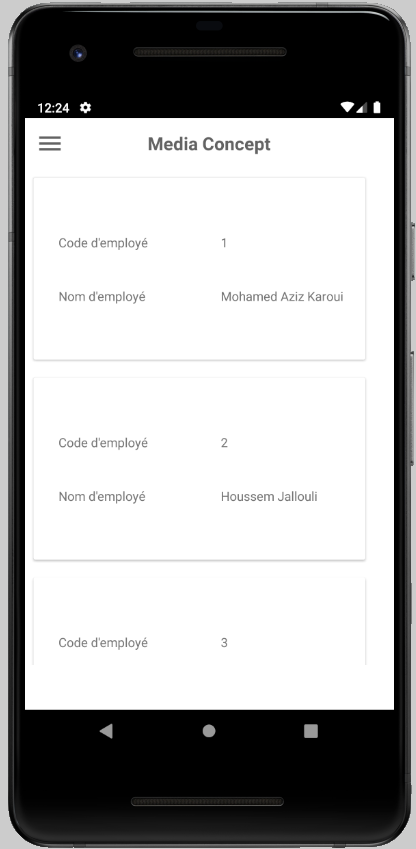 12:24
Media Concept
Code d'employé 1
Nom d'employé Mohamed Aziz Karoui
Code d'employé 2
Nom d'employé Houssem Jallouli
Code d'employé 3